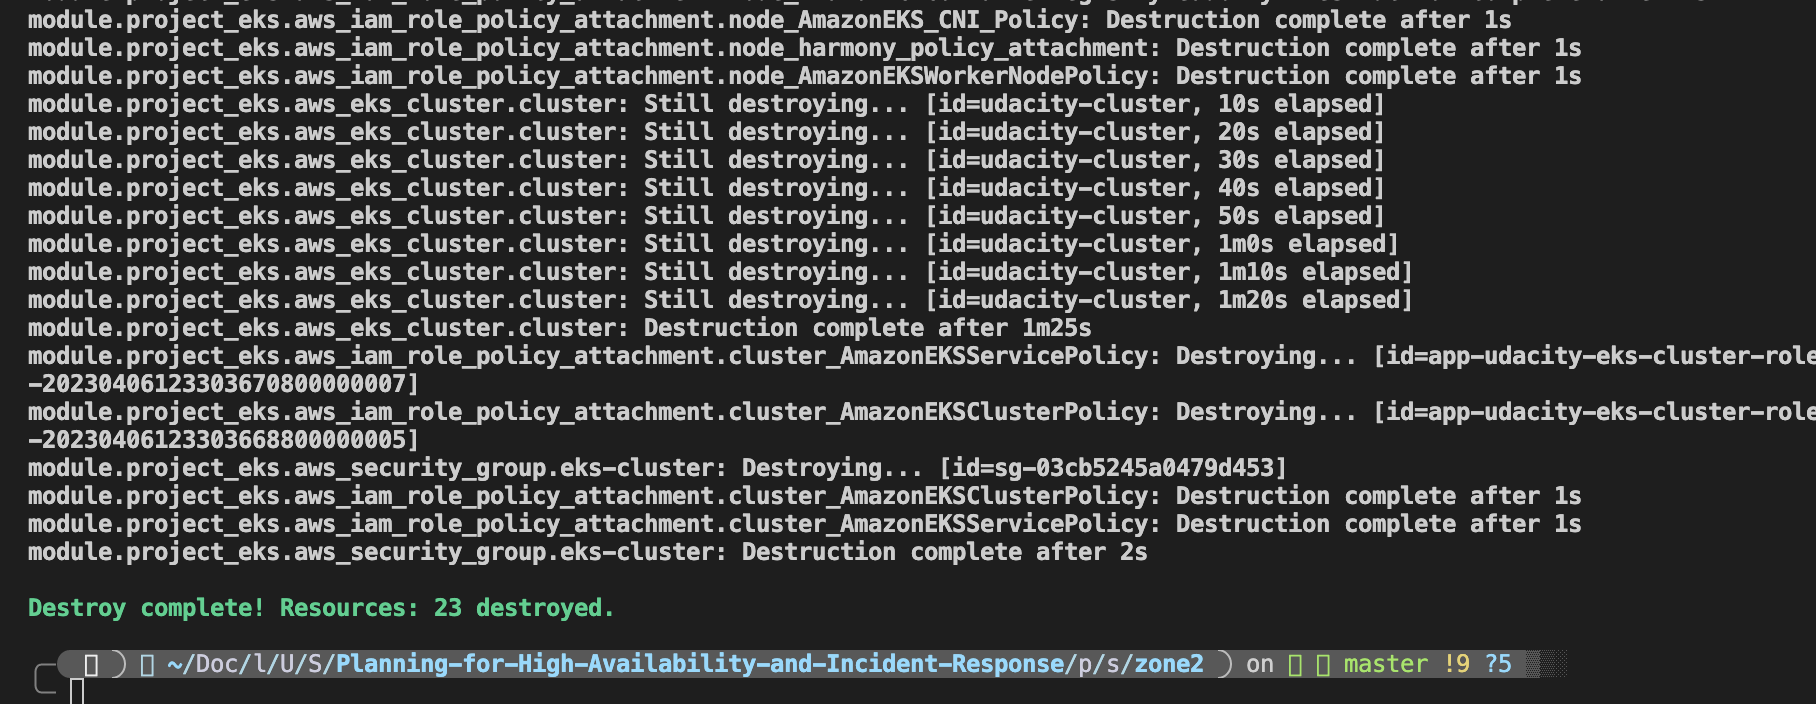 module.project_eks.aws_iam_role_policy_attachment.node_AmazonEKS_CNI_Policy: Destruction complete after 1s
module.project_eks.aws_iam_role_policy_attachment.node_harmony_policy_attachment: Destruction complete after 1s
module.project_eks.aws_iam_role_policy_attachment.node_AmazonEKSWorkerNodePolicy: Destruction complete after 1s
module.project_eks.aws_eks_cluster.cluster: Still destroying... [id=udacity-cluster, 10s elapsed]
module.project_eks.aws_eks_cluster.cluster: Still destroying... [id=udacity-cluster, 20s elapsed]
module.project_eks.aws_eks_cluster.cluster: Still destroying... [id=udacity-cluster, 30s elapsed]
module.project_eks.aws_eks_cluster.cluster: Still destroying... [id=udacity-cluster, 40s elapsed]
module.project_eks.aws_eks_cluster.cluster: Still destroying... [id=udacity-cluster, 50s elapsed]
module.project_eks.aws_eks_cluster.cluster: Still destroying... [id=udacity-cluster, 1m0s elapsed]
module.project_eks.aws_eks_cluster.cluster: Still destroying... [id=udacity-cluster, 1m10s elapsed]
module.project_eks.aws_eks_cluster.cluster: Still destroying... [id=udacity-cluster, 1m20s elapsed]
module.project_eks.aws_eks_cluster.cluster: Destruction complete after 1m25s
module.project_eks.aws_iam_role_policy_attachment.cluster_AmazonEKSServicePolicy: Destroying... [id=app-udacity-eks-cluster-role
-20230406123303670800000007]
module.project_eks.aws_iam_role_policy_attachment.cluster_AmazonEKSClusterPolicy: Destroying... [id=app-udacity-eks-cluster-role
-20230406123303668800000005]
module.project_eks.aws_security_group.eks-cluster: Destroying... [id=sg-03cb5245a0479d453]
module.project_eks.aws_iam_role_policy_attachment.cluster_AmazonEKSClusterPolicy: Destruction complete after 1s
module.project_eks.aws_iam_role_policy_attachment.cluster_AmazonEKSServicePolicy: Destruction complete after 1s
module.project_eks.aws_security_group.eks-cluster: Destruction complete after 2s
Destroy complete! Resources: 23 destroyed.
~/Doc/l/U/S/Planning-for-High-Availability-and-Incident-Response/p/s/zone2 on master !9 ?5